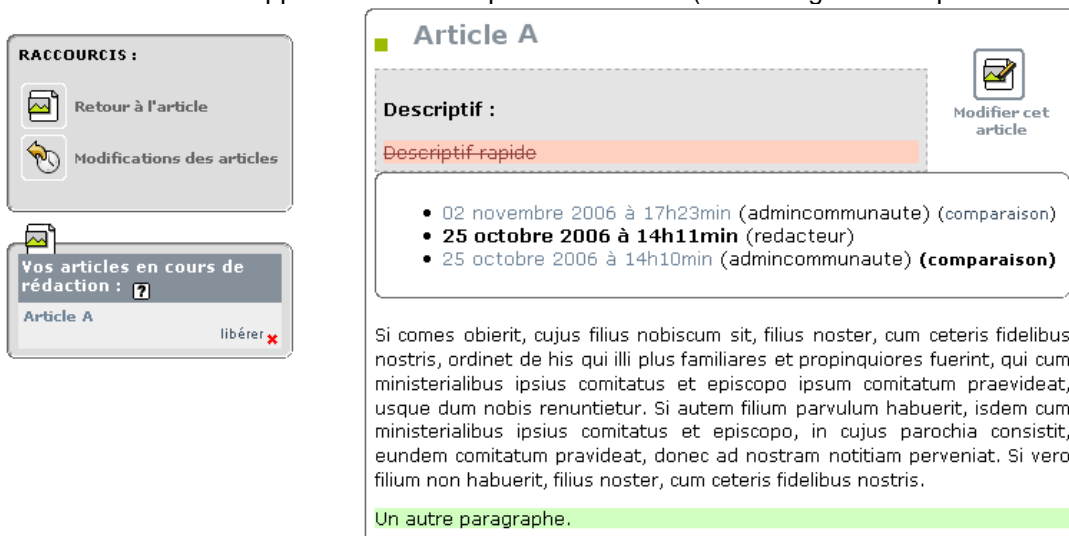 RACCOURCIS :
Retour à l'article
Modifications des articles
Vos articles en cours de
rédaction : ?
Article A
libérer
Article A
Modifier cet
article
Descriptif :
Descriptif rapide
• 02 novembre 2006 à 17h23min (admincommunaute) (comparaison)
• 25 octobre 2006 à 14h11min (redacteur)
• 25 octobre 2006 à 14h10min (admincommunaute) (comparaison)
Si comes obierit, cujus filius nobiscum sit, filius noster, cum ceteris fidelibus
nostris, ordinet de his qui illi plus familiares et propinquiores fuerint, qui cum
ministerialibus ipsius comitatus et episcopo ipsum comitatum praevideat,
usque dum nobis renuntietur. Si autem filium parvulum habuerit, isdem cum
ministerialibus ipsius comitatus et episcopo, in cujus parochia consistit,
eundem comitatum pravideat, donec ad nostram notitiam perveniat. Si vero
filium non habuerit, filius noster, cum ceteris fidelibus nostris.
Un autre paragraphe.